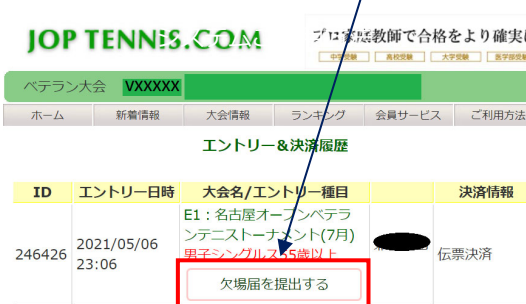 JOP TENNIS.COM
プロ家庭教師で合格をより確実
中学受験 高校受験 大学受験 医学部受験
ベテラン大会 VXXXXX
ホーム 新着情報 大会情報 ランキング 会員サービス ご利用方法
エントリー&決済履歴
ID エントリー日時 大会名/エントリー種目 決済情報
E1：名古屋オープンベテラ
ンテニストーナメント(7月)
246426 2021/05/06 男子シングルス55歳以上 伝票決済
23:06
欠場届を提出する